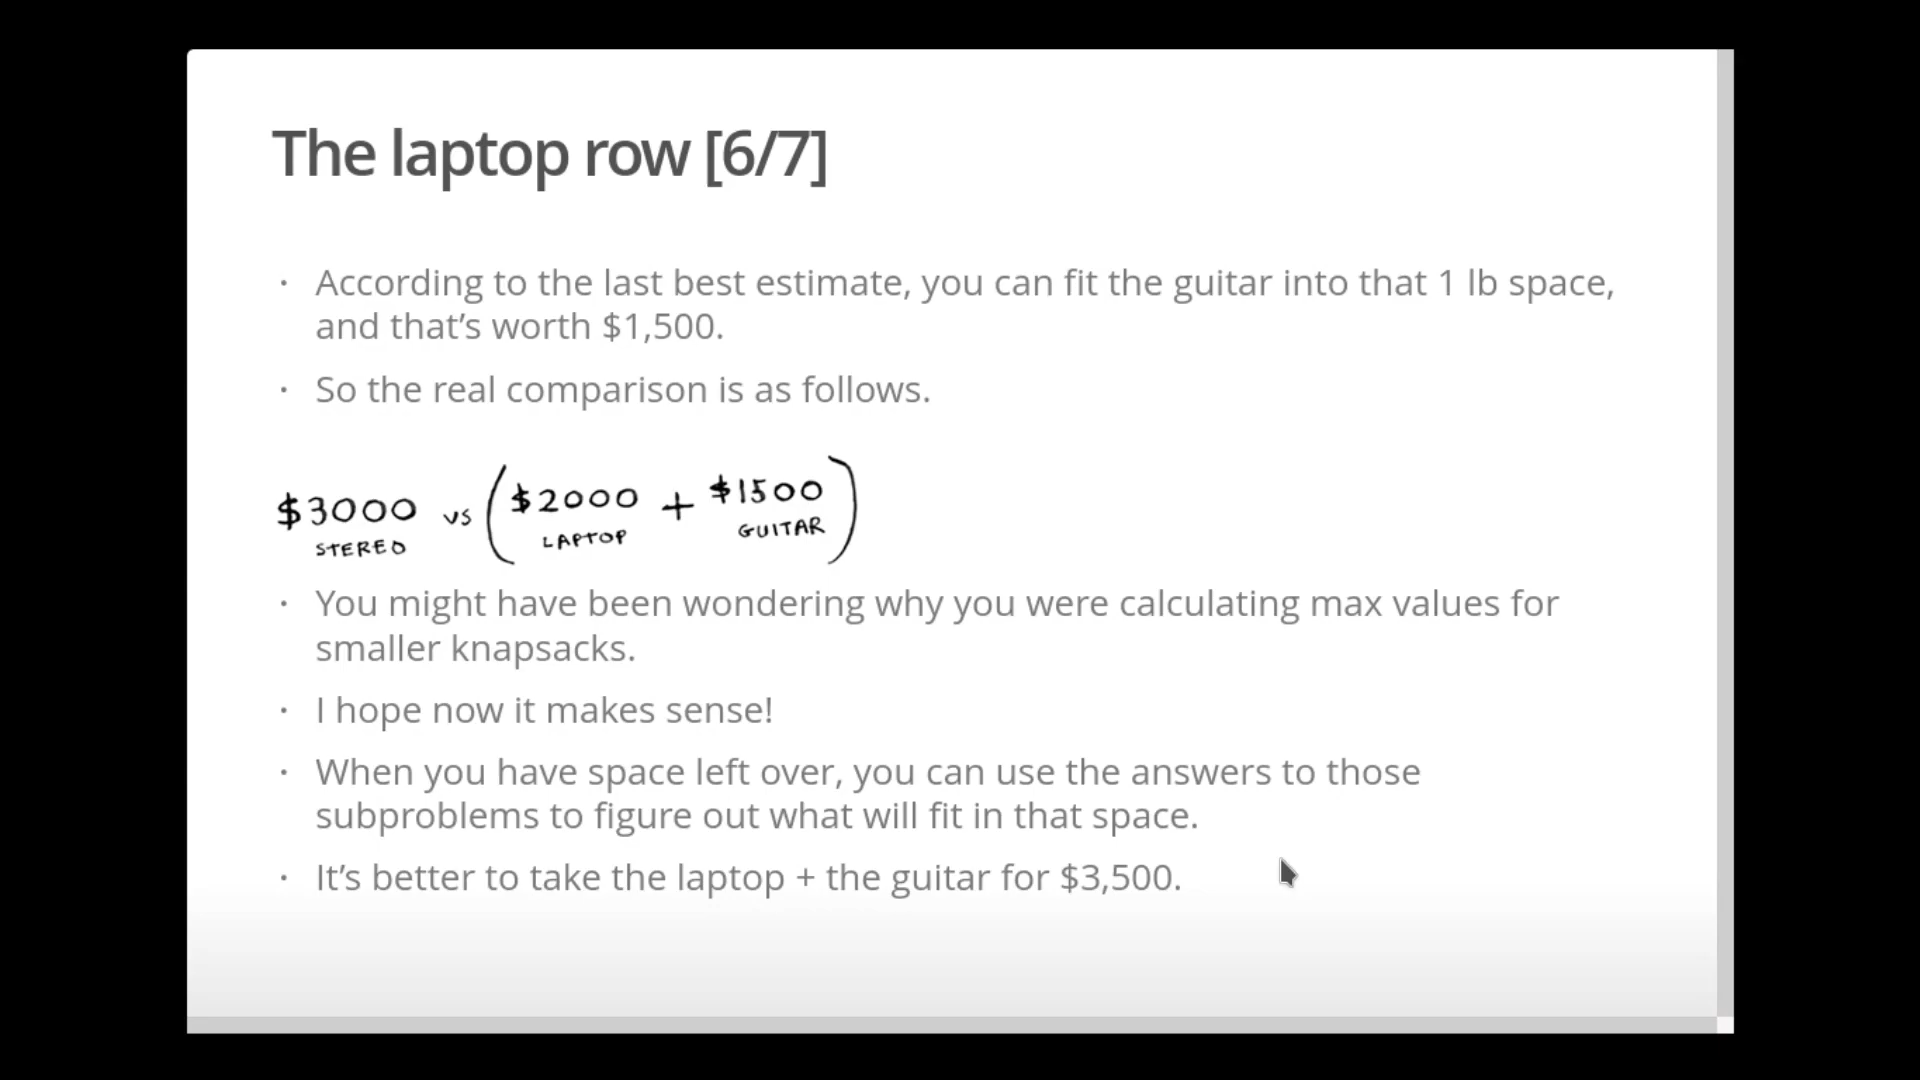 The laptop row [6/7]
· According to the last best estimate, you can fit the guitar into that 1 lb space,
and that’s worth $1,500.
· So the real comparison is as follows.
$3000 vs ($2000 + $1500)
STEREO LAPTOP GUITAR
· You might have been wondering why you were calculating max values for
smaller knapsacks.
· I hope now it makes sense!
· When you have space left over, you can use the answers to those
subproblems to figure out what will fit in that space.
· It’s better to take the laptop + the guitar for $3,500.